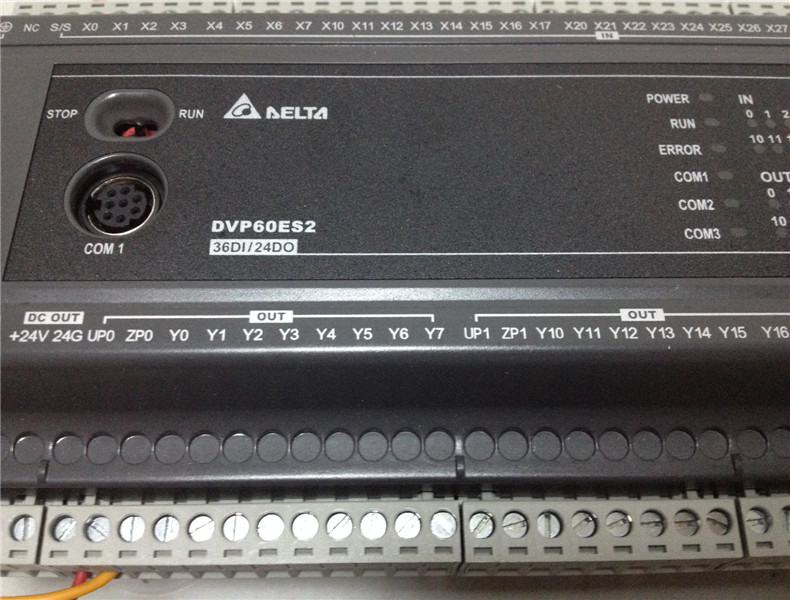 NC S/S X0 X1 X2 X3 X4 X5 X6 X7 X10 X11 X12 X13 X14 X15 X16 X17 X20 X21 X22 X23 X24 X25 X26 X27
IN
STOP RUN
DELTA
COM 1
DVP60ES2
36DI/24DO
POWER
RUN
ERROR
COM1
COM2
COM3
IN
0 1 2
10 11
OUT
0 1
10
DC OUT OUT OUT
+24V 24G UP0 ZP0 Y0 Y1 Y2 Y3 Y4 Y5 Y6 Y7 UP1 ZP1 Y10 Y11 Y12 Y13 Y14 Y15 Y16